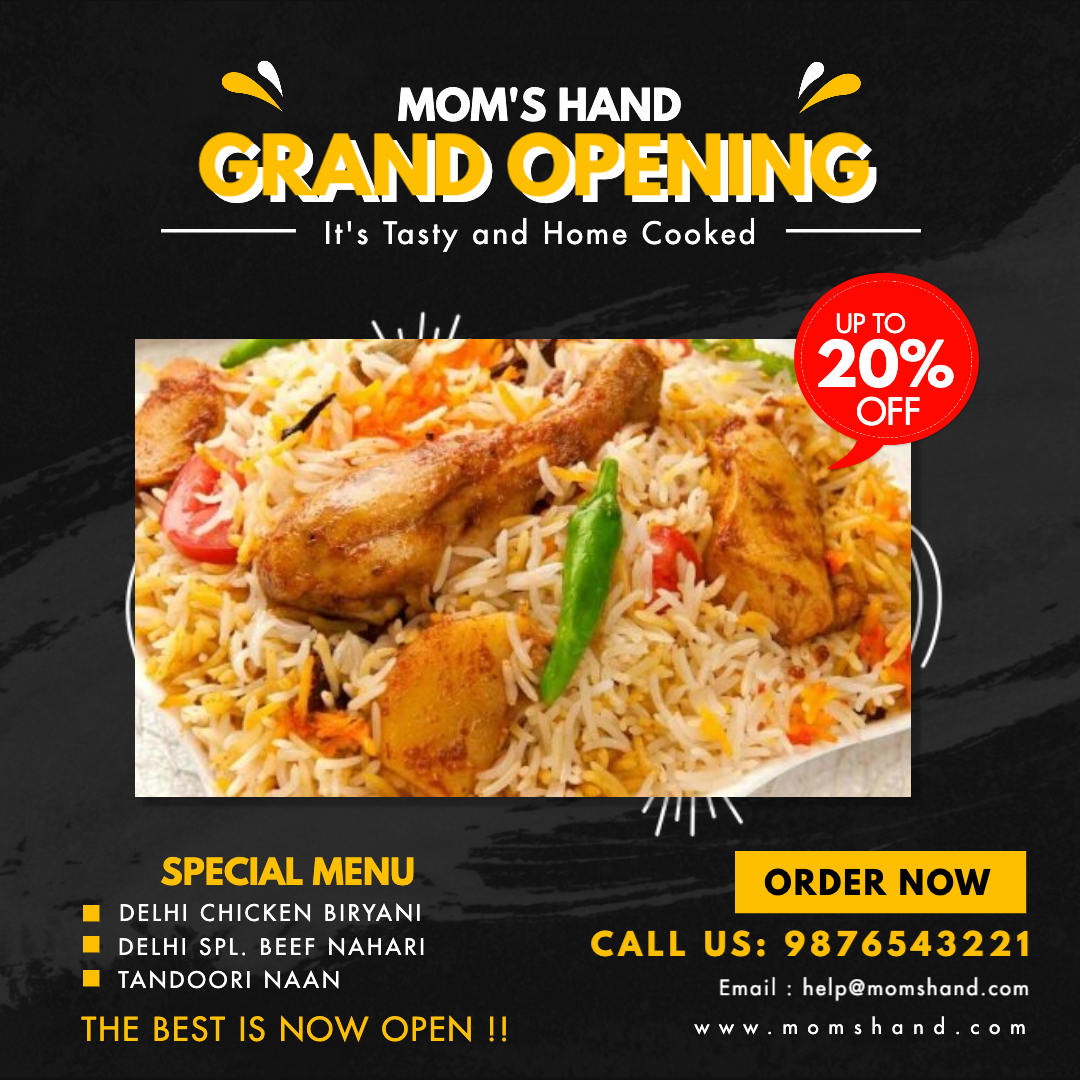 MOM'S HAND
GRAND OPENING
It's Tasty and Home Cooked
UP TO
20%
OFF
SPECIAL MENU
DELHI CHICKEN BIRYANI
DELHI SPL. BEEF NAHARI
TANDOORI NAAN
THE BEST IS NOW OPEN !!
ORDER NOW
CALL US: 9876543221
Email : help@momshand.com
www.momshand.com